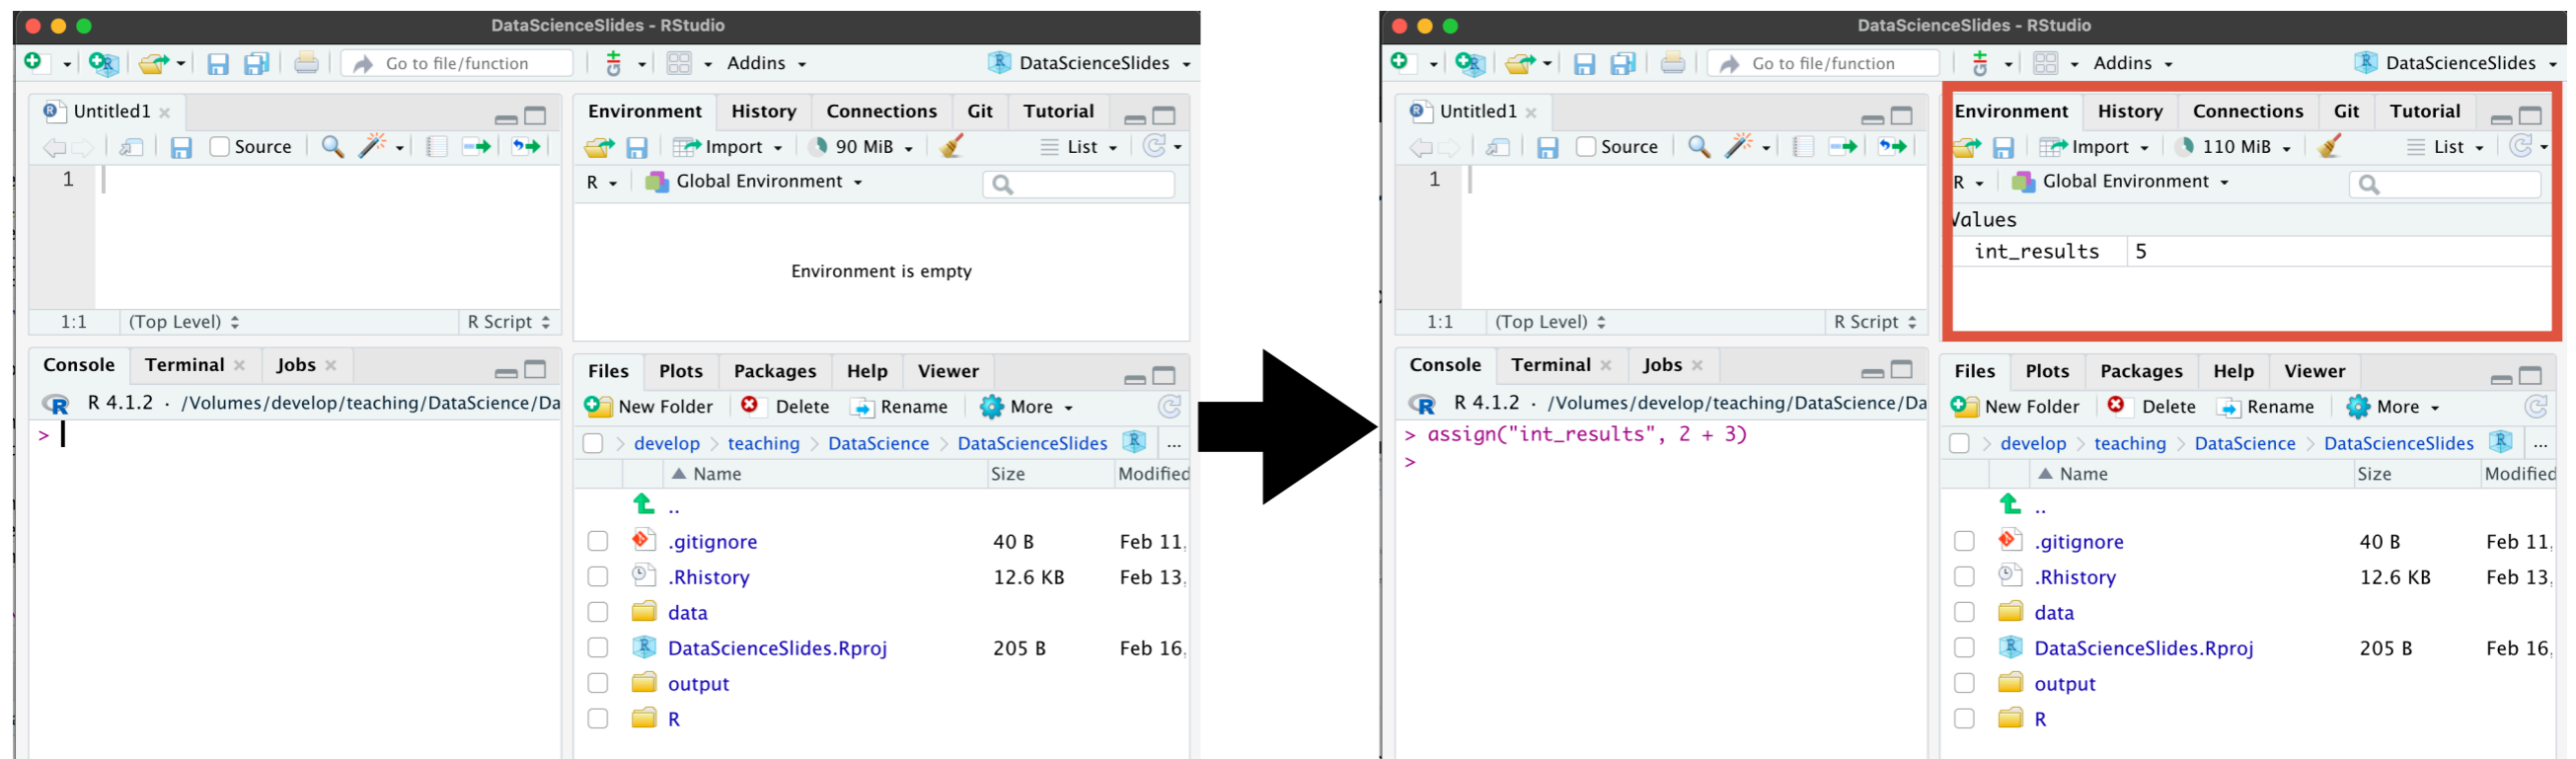 DataScienceSlides - RStudio
Go to file/function
Addins
DataScienceSlides
Untitled1
Source
1
1:1 (Top Level) R Script
Environment History Connections Git Tutorial
Import 90 MiB List
R Global Environment
Environment is empty
Console Terminal Jobs
R 4.1.2 · /Volumes/develop/teaching/DataScience/Da
>
Files Plots Packages Help Viewer
New Folder Delete Rename More
> develop > teaching > DataScience > DataScienceSlides ...
Name Size Modified
..
.gitignore 40 B Feb 11,
.Rhistory 12.6 KB Feb 13,
data
DataScienceSlides.Rproj 205 B Feb 16,
output
R
DataScienceSlides - RStudio
Go to file/function
Addins
DataScienceSlides
Untitled1
Source
1
1:1 (Top Level) R Script
Environment History Connections Git Tutorial
Import 110 MiB List
R Global Environment
Values
int_results 5
Console Terminal Jobs
R 4.1.2 · /Volumes/develop/teaching/DataScience/Da
> assign("int_results", 2 + 3)
>
Files Plots Packages Help Viewer
New Folder Delete Rename More
> develop > teaching > DataScience > DataScienceSlides ...
Name Size Modified
..
.gitignore 40 B Feb 11,
.Rhistory 12.6 KB Feb 13,
data
DataScienceSlides.Rproj 205 B Feb 16,
output
R